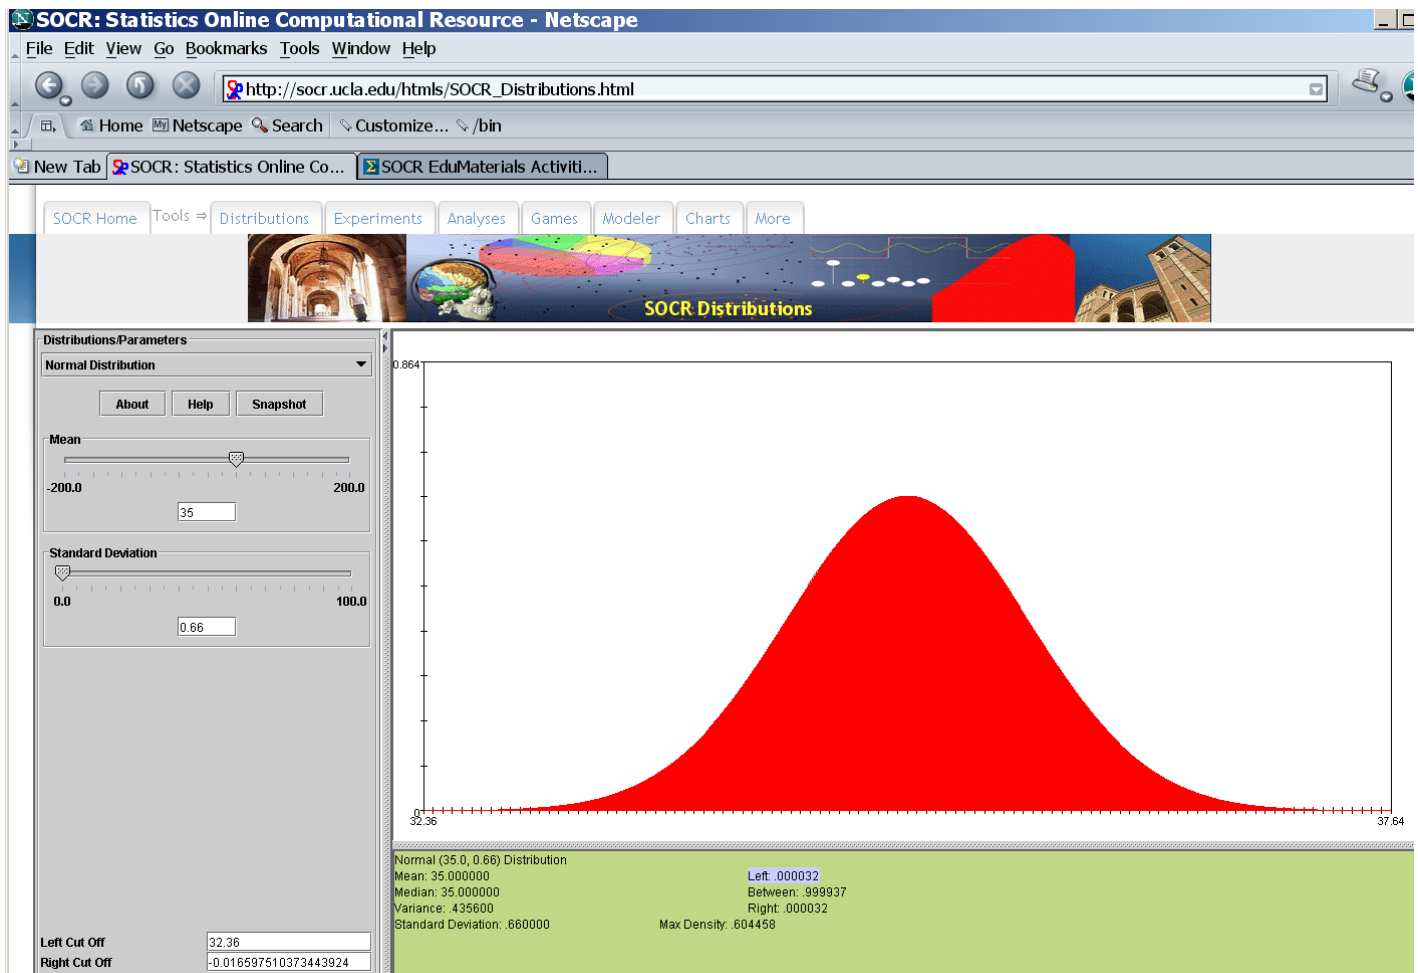 SOCR: Statistics Online Computational Resource - Netscape
File Edit View Go Bookmarks Tools Window Help
http://socr.ucla.edu/htmls/SOCR_Distributions.html
Home Netscape Search Customize... /bin
New Tab SOCR: Statistics Online Co... SOCR EduMaterials Activiti...
SOCR Home Tools ⇒ Distributions Experiments Analyses Games Modeler Charts More
SOCR Distributions
Distributions/Parameters
Normal Distribution
About Help Snapshot
Mean
-200.0 200.0
35
Standard Deviation
0.0 100.0
0.66
Left Cut Off 32.36
Right Cut Off -0.016597510373443924
0.864
0
32.36 37.64
Normal (35.0, 0.66) Distribution
Mean: 35.000000 Left: .000032
Median: 35.000000 Between: .999937
Variance: .435600 Right: .000032
Standard Deviation: .660000 Max Density: .604458